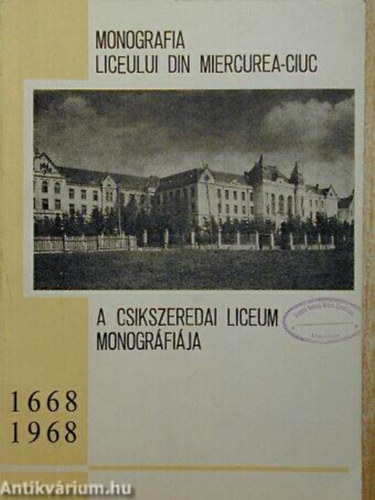 MONOGRAFIA
LICEULUI DIN MIERCUREA-CIUC
A CSIKSZEREDAI LICEUM
MONOGRÁFIÁJA
1668
1968
Antikvárium.hu